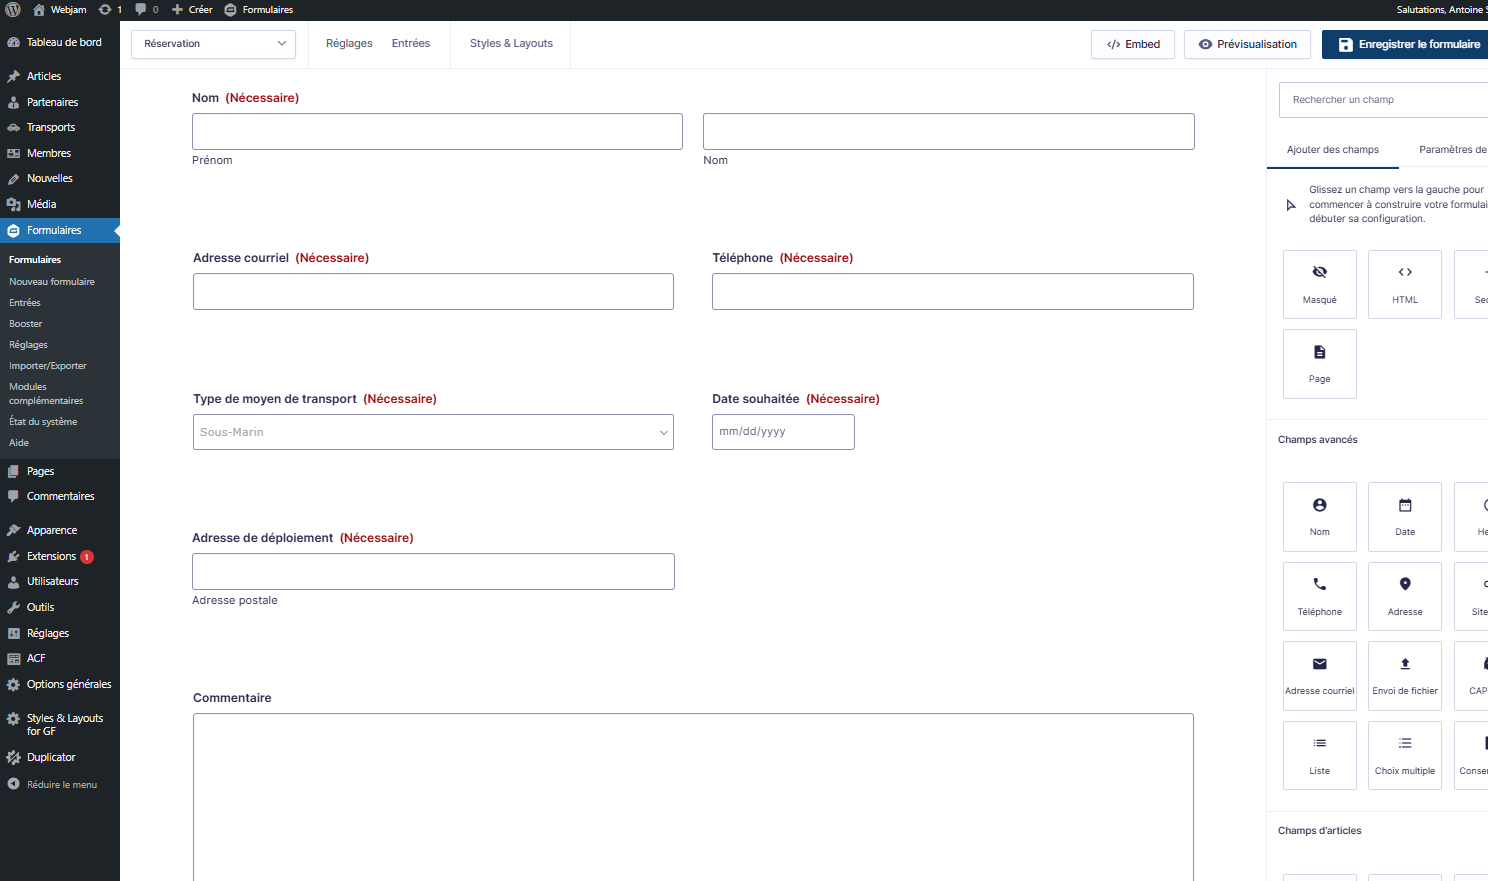 Webjam
1
0
Créer
Formulaires
Salutations, Antoine
Tableau de bord
Articles
Partenaires
Transports
Membres
Nouvelles
Média
Formulaires
Formulaires
Nouveau formulaire
Entrées
Booster
Réglages
Importer/Exporter
Modules
complémentaires
État du système
Aide
Pages
Commentaires
Apparence
Extensions 1
Utilisateurs
Outils
Réglages
ACF
Options générales
Styles & Layouts
for GF
Duplicator
Réduire le menu
Réservation
Réglages
Entrées
Styles & Layouts
Embed
Prévisualisation
Enregistrer le formulaire
Nom (Nécessaire)
Prénom
Nom
Adresse courriel (Nécessaire)
Téléphone (Nécessaire)
Type de moyen de transport (Nécessaire)
Sous-Marin
Date souhaitée (Nécessaire)
mm/dd/yyyy
Adresse de déploiement (Nécessaire)
Adresse postale
Commentaire
Rechercher un champ
Ajouter des champs
Paramètres de
Glissez un champ vers la gauche pour
commencer à construire votre formulai
débuter sa configuration.
Masqué
HTML
Sec
Page
Champs avancés
Nom
Date
He
Téléphone
Adresse
Site
Adresse courriel
Envoi de fichier
CAP
Liste
Choix multiple
Conser
Champs d'articles